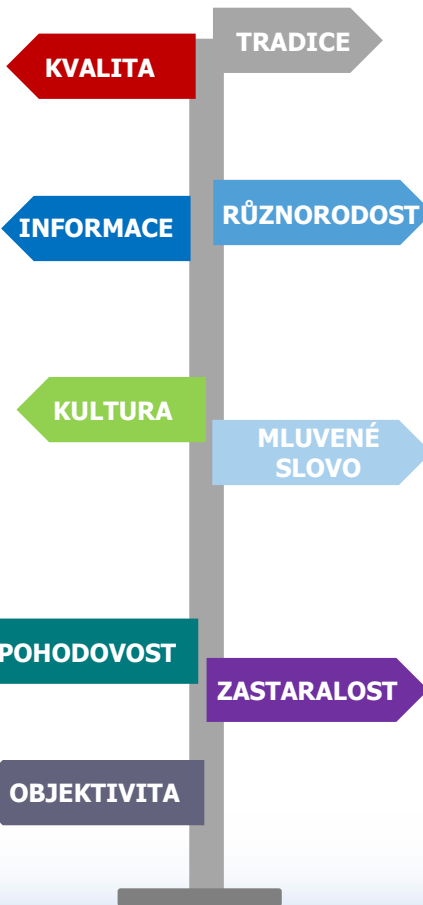 TRADICE
KVALITA
RŮZNORODOST
INFORMACE
KULTURA
MLUVENÉ
SLOVO
POHODOVOST
ZASTARALOST
OBJEKTIVITA